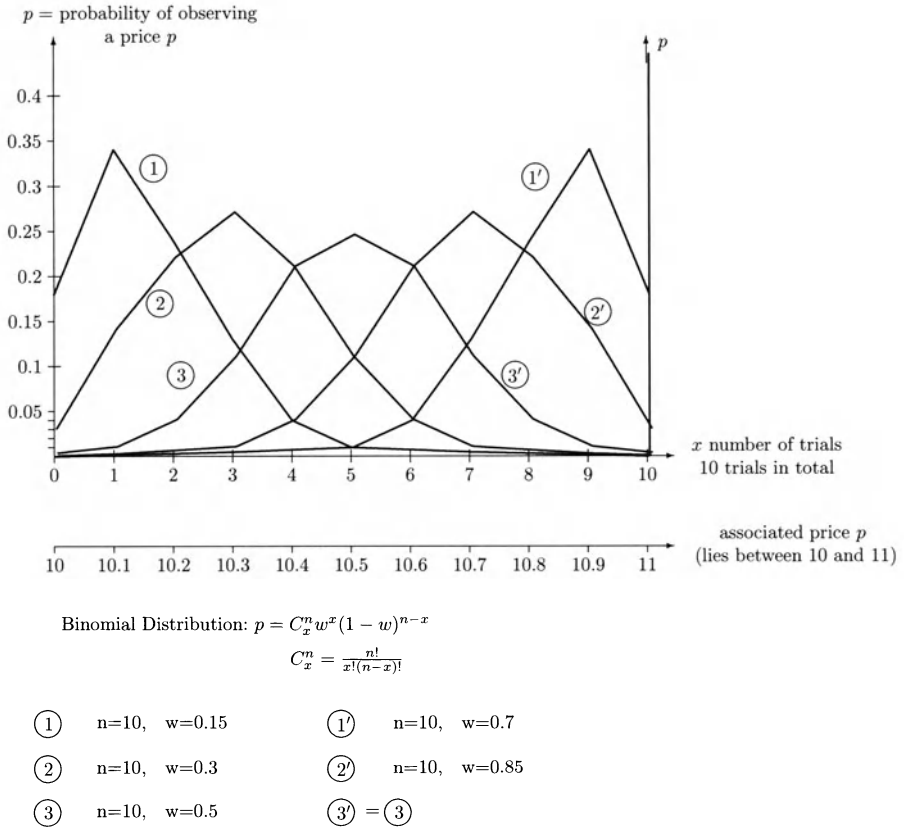 p = probability of observing
a price p
p
0.4
0.35
0.3
0.25
0.2
0.15
0.1
0.05
1
1′
2
2′
3
3′
x number of trials
10 trials in total
0 1 2 3 4 5 6 7 8 9 10
associated price p
(lies between 10 and 11)
10 10.1 10.2 10.3 10.4 10.5 10.6 10.7 10.8 10.9 11
Binomial Distribution: p = C_x^n w^x (1 − w)^{n−x}
C_x^n = n!/x!(n−x)!
1 n=10, w=0.15 1′ n=10, w=0.7
2 n=10, w=0.3 2′ n=10, w=0.85
3 n=10, w=0.5 3′ = 3